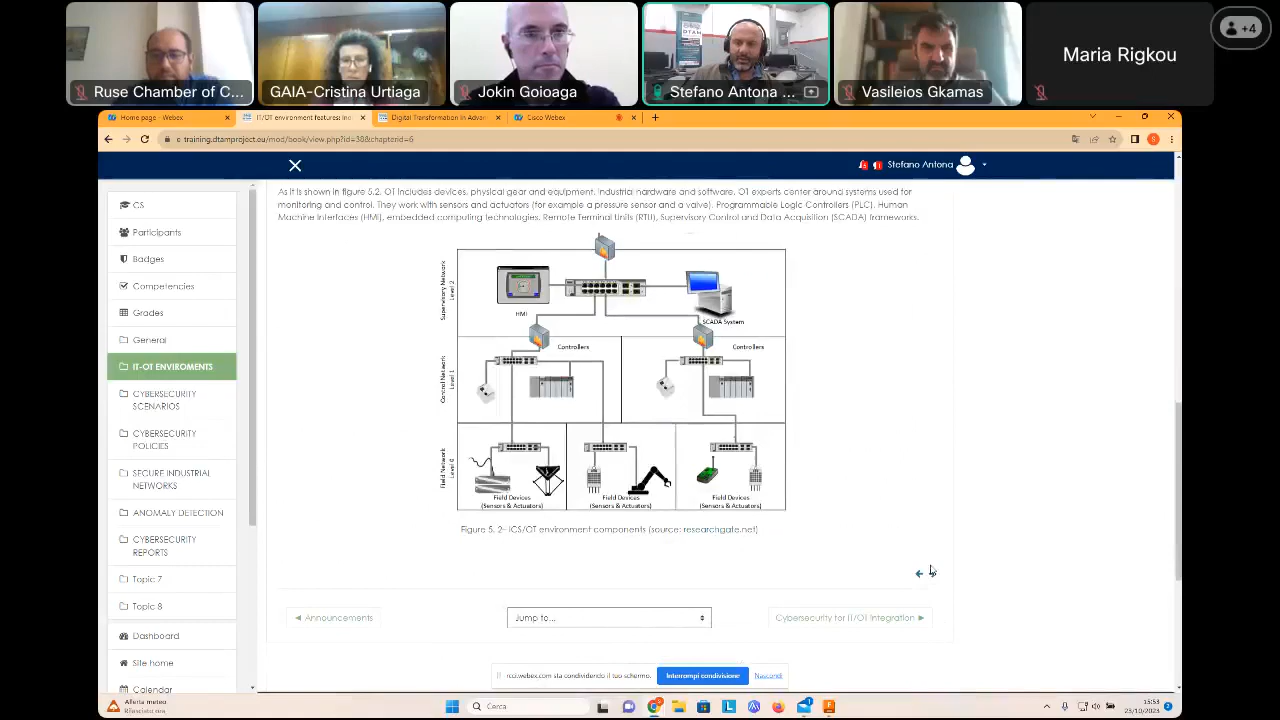 +4
Maria Rigkou
Ruse Chamber of C...
GAIA-Cristina Urtiaga
Jokin Goioaga
Stefano Antona ...
Vasileios Gkamas
Home page - Webex
IT/OT environment features: In
Digital Transformation in Adva
Cisco Webex
training.dtamproject.eu/mod/book/view.php?id=38&chapterid=6
Stefano Antona
CS
Participants
Badges
Competencies
Grades
General
IT-OT ENVIROMENTS
CYBERSECURITY
SCENARIOS
CYBERSECURITY
POLICIES
SECURE INDUSTRIAL
NETWORKS
ANOMALY DETECTION
CYBERSECURITY
REPORTS
Topic 7
Topic 8
Dashboard
Site home
Calendar
As it is shown in figure 5.2. OT includes devices, physical gear and equipment, industrial hardware and software. OT experts center around systems used for
monitoring and control. They work with sensors and actuators (for example a pressure sensor and a valve), Programmable Logic Controllers (PLC), Human
Machine Interfaces (HMI), embedded computing technologies, Remote Terminal Units (RTU), Supervisory Control and Data Acquisition (SCADA) frameworks.
Supervisory Network
Level 2
HMI
SCADA System
Control Network
Level 1
Controllers
Controllers
Field Network
Level 0
Field Devices
(Sensors & Actuators)
Field Devices
(Sensors & Actuators)
Field Devices
(Sensors & Actuators)
Figure 5. 2– ICS/OT environment components (source: researchgate.net)
◄ Announcements
Jump to...
Cybersecurity for IT/OT integration ►
rcci.webex.com sta condividendo il tuo schermo.
Interrompi condivisione
Nascondi
Allerta meteo
Cerca
15:53
23/10/2023